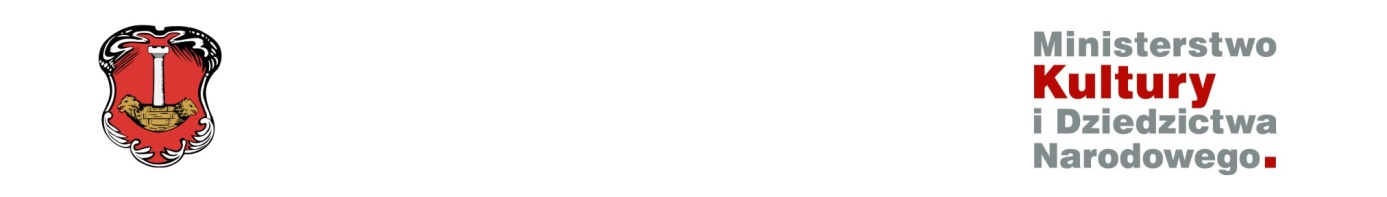 Ministerstwo
Kultury
i Dziedzictwa
Narodowego.